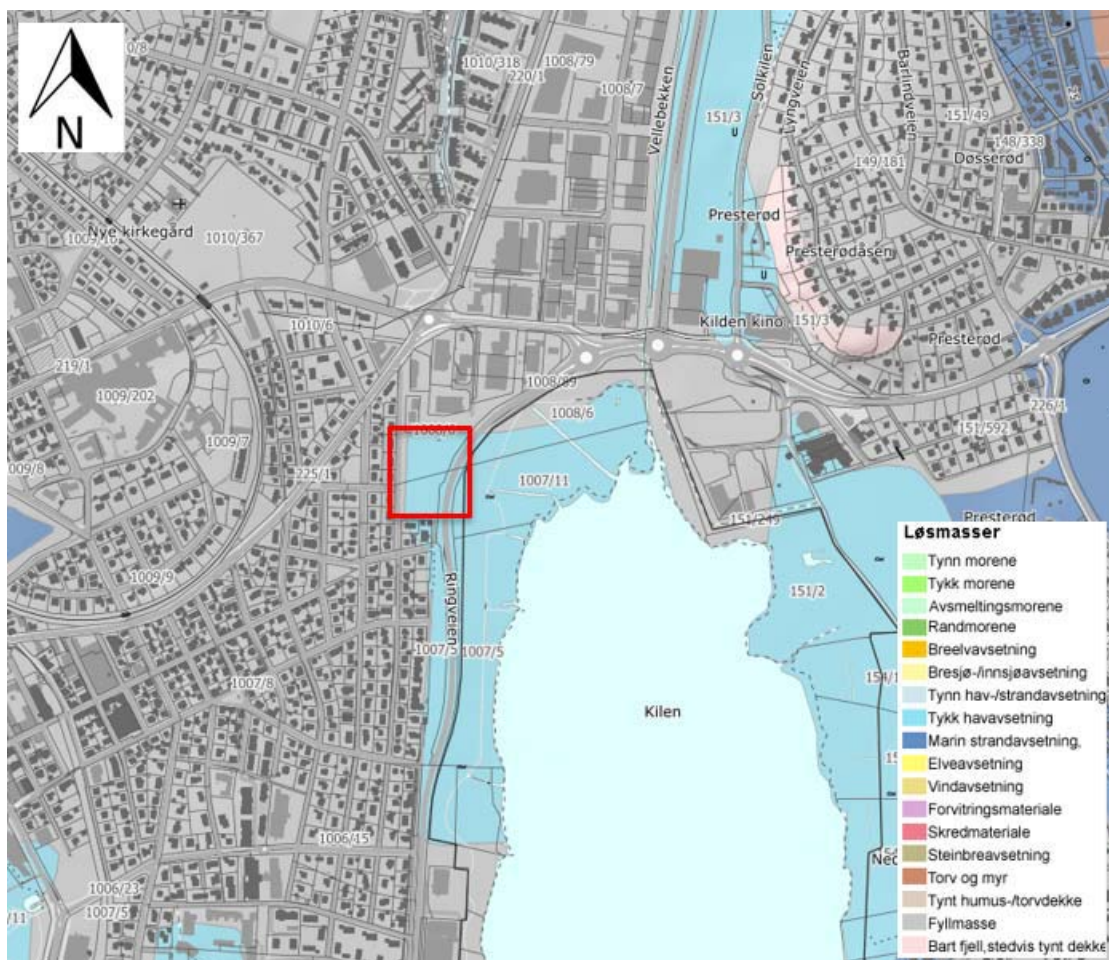 N
0/8
1010/318
220/1
1008/79
1008/7
Vellebekken
Solkilen
Lyngveien
Barlindveien
151/3
151/49
148/338
149/181
Døsserød
Nye kirkegård
1010/367
Presterød
Presterødåsen
1010/6
Kilden kino
151/3
Presterød
219/1
1009/202
1008/89
226/1
1008/6
1009/7
151/592
009/8
225/1
1007/11
151/249
Presterød
1009/9
151/2
Ringveien
1007/5
1007/5
1007/8
Kilen
1006/15
1006/23
1007/5
/11
Løsmasser
Tynn morene
Tykk morene
Avsmeltingsmorene
Randmorene
Breelvavsetning
Bresjø-/innsjøavsetning
Tynn hav-/strandavsetning
Tykk havavsetning
Marin strandavsetning,
Elveavsetning
Vindavsetning
Forvitringsmateriale
Skredmateriale
Steinbreavsetning
Torv og myr
Tynt humus-/torvdekke
Fyllmasse
Bart fjell,stedvis tynt dekke